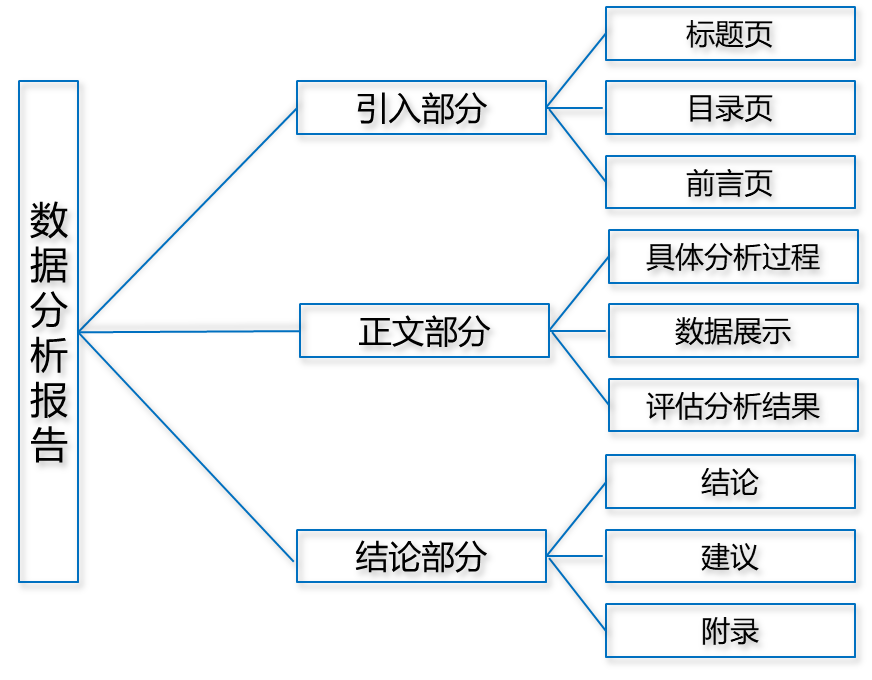 数据分析报告
引入部分
标题页
目录页
前言页
正文部分
具体分析过程
数据展示
评估分析结果
结论部分
结论
建议
附录